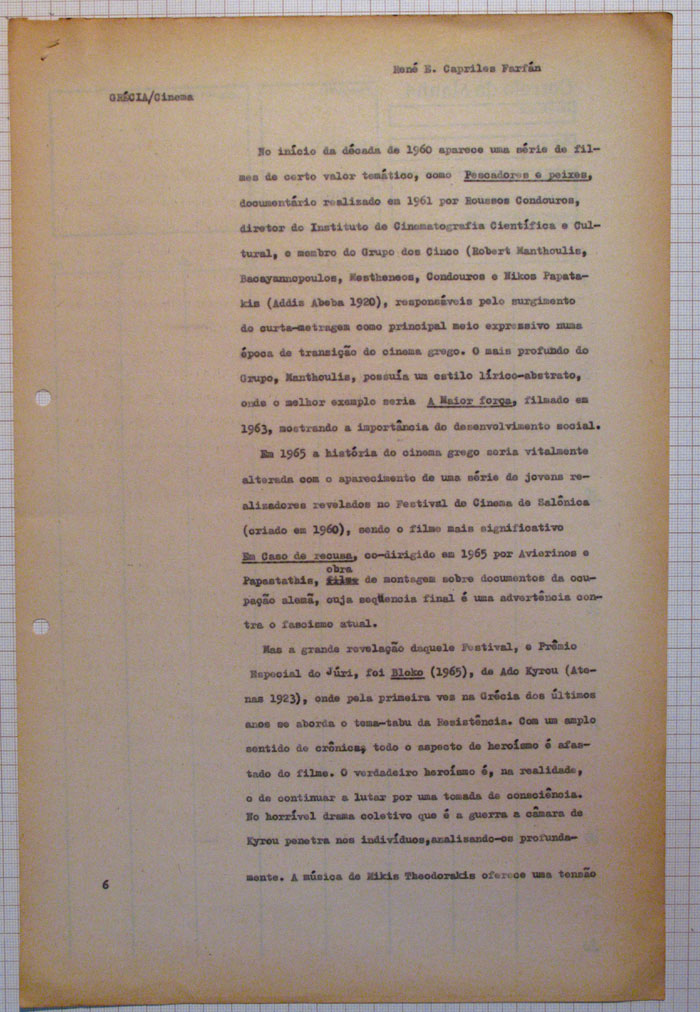 René E. Capriles Farfán
GRÉCIA/Cinema
No início da década de 1960 aparece uma série de fil-
mes de certo valor temático, como Pescadores e peixes,
documentário realizado em 1961 por Roussos Condouros,
diretor do Instituto de Cinematografia Científica e Cul-
tural, e membro do Grupo dos Cinco (Robert Manthoulis,
Bacayannopoulos, Mestheneos, Condouros e Nikos Papata-
kis (Addis Abeba 1920), responsáveis pelo surgimento
do curta-metragem como principal meio expressivo numa
época de transição do cinema grego. O mais profundo do
Grupo, Manthoulis, possuía um estilo lírico-abstrato,
onde o melhor exemplo seria A Maior força, filmado em
1963, mostrando a importância do desenvolvimento social.
Em 1965 a história do cinema grego seria vitalmente
alterada com o aparecimento de uma série de jovens re-
alizadores revelados no Festival de Cinema de Salônica
(criado em 1960), sendo o filme mais significativo
Em Caso de recusa, co-dirigido em 1965 por Avierinos e
obra
Papastathis, filme de montagem sobre documentos da ocu-
pação alemã, cuja seqüencia final é uma advertência con-
tra o fascismo atual.
Mas a grande revelação daquele Festival, e Prêmio
Especial do Júri, foi Bloko (1965), de Ado Kyrou (Ate-
nas 1923), onde pela primeira vez na Grécia dos últimos
anos se aborda o tema-tabu da Resistência. Com um amplo
sentido de crônica, todo o aspecto de heroísmo é afas-
tado do filme. O verdadeiro heroísmo é, na realidade,
o de continuar a lutar por uma tomada de consciência.
No horrível drama coletivo que é a guerra a câmara de
Kyrou penetra nos indivíduos,analisando-os profunda-
mente. A música de Mikis Theodorakis oferece uma tensão
6